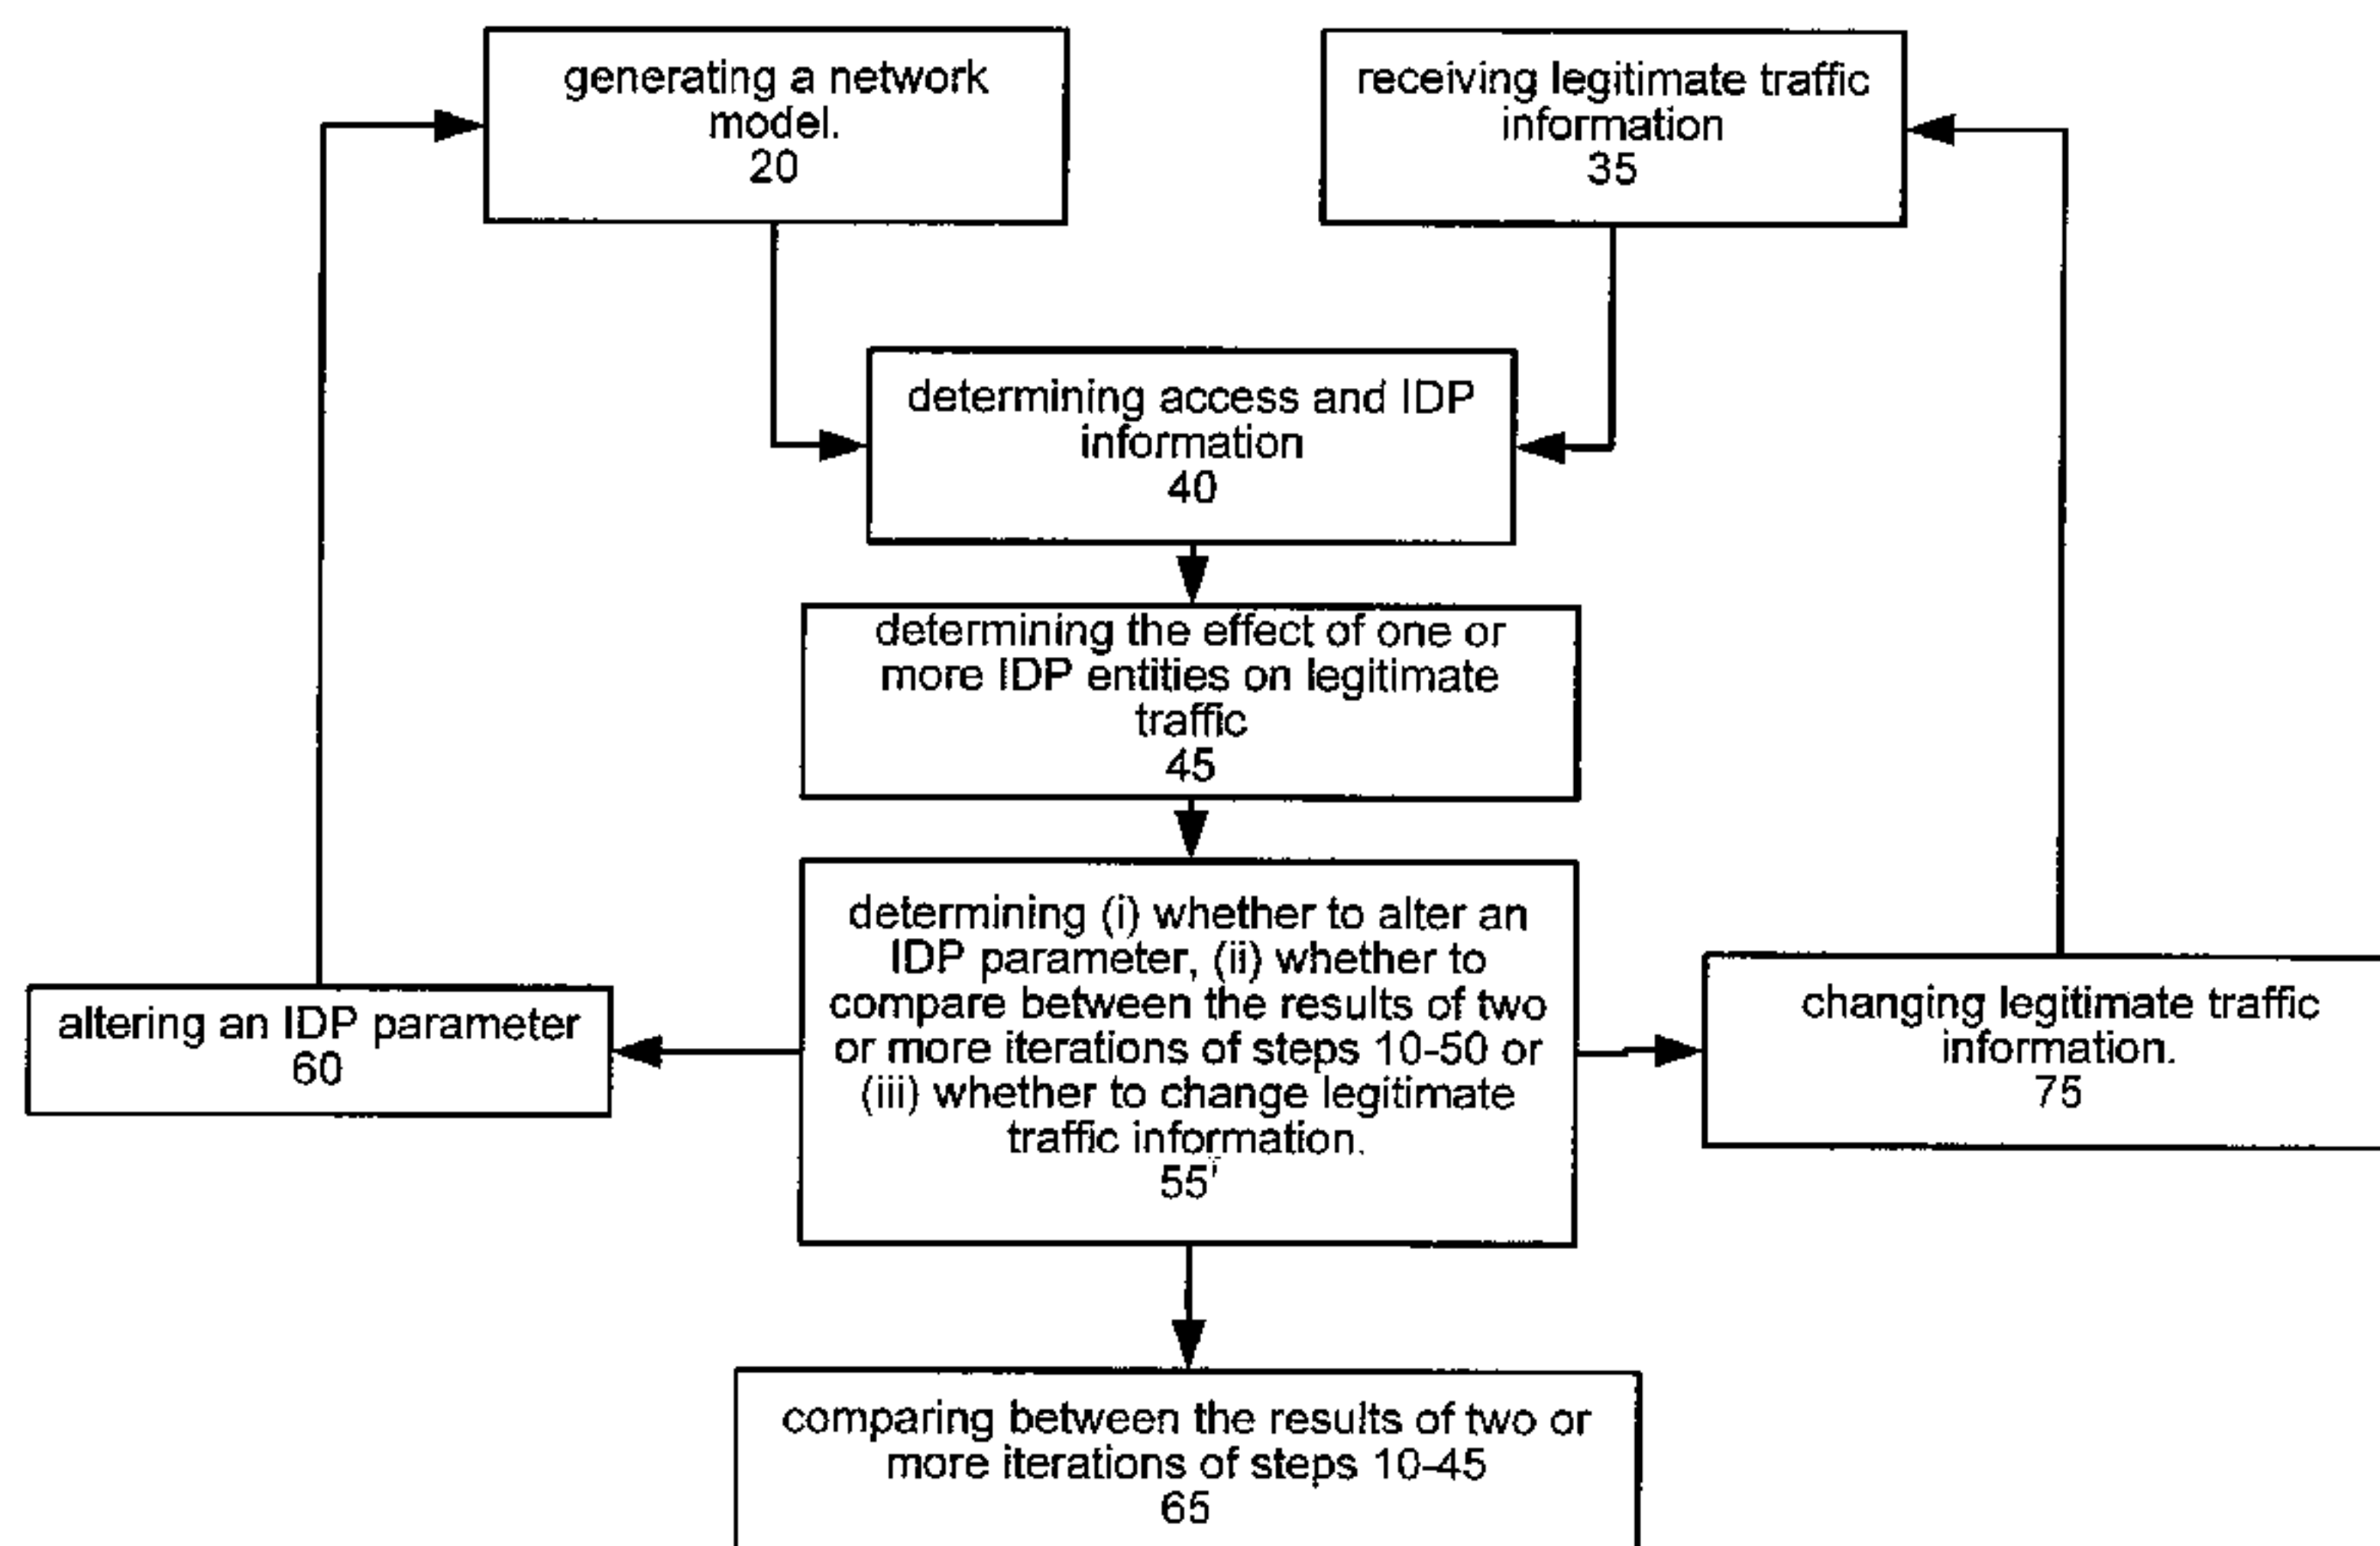 generating a network
model.
20
receiving legitimate traffic
information
35
determining access and IDP
information
40
determining the effect of one or
more IDP entities on legitimate
traffic
45
determining (i) whether to alter an
IDP parameter, (ii) whether to
compare between the results of two
or more iterations of steps 10-50 or
(iii) whether to change legitimate
traffic information.
55'
altering an IDP parameter
60
changing legitimate traffic
information.
75
comparing between the results of two or
more iterations of steps 10-45
65